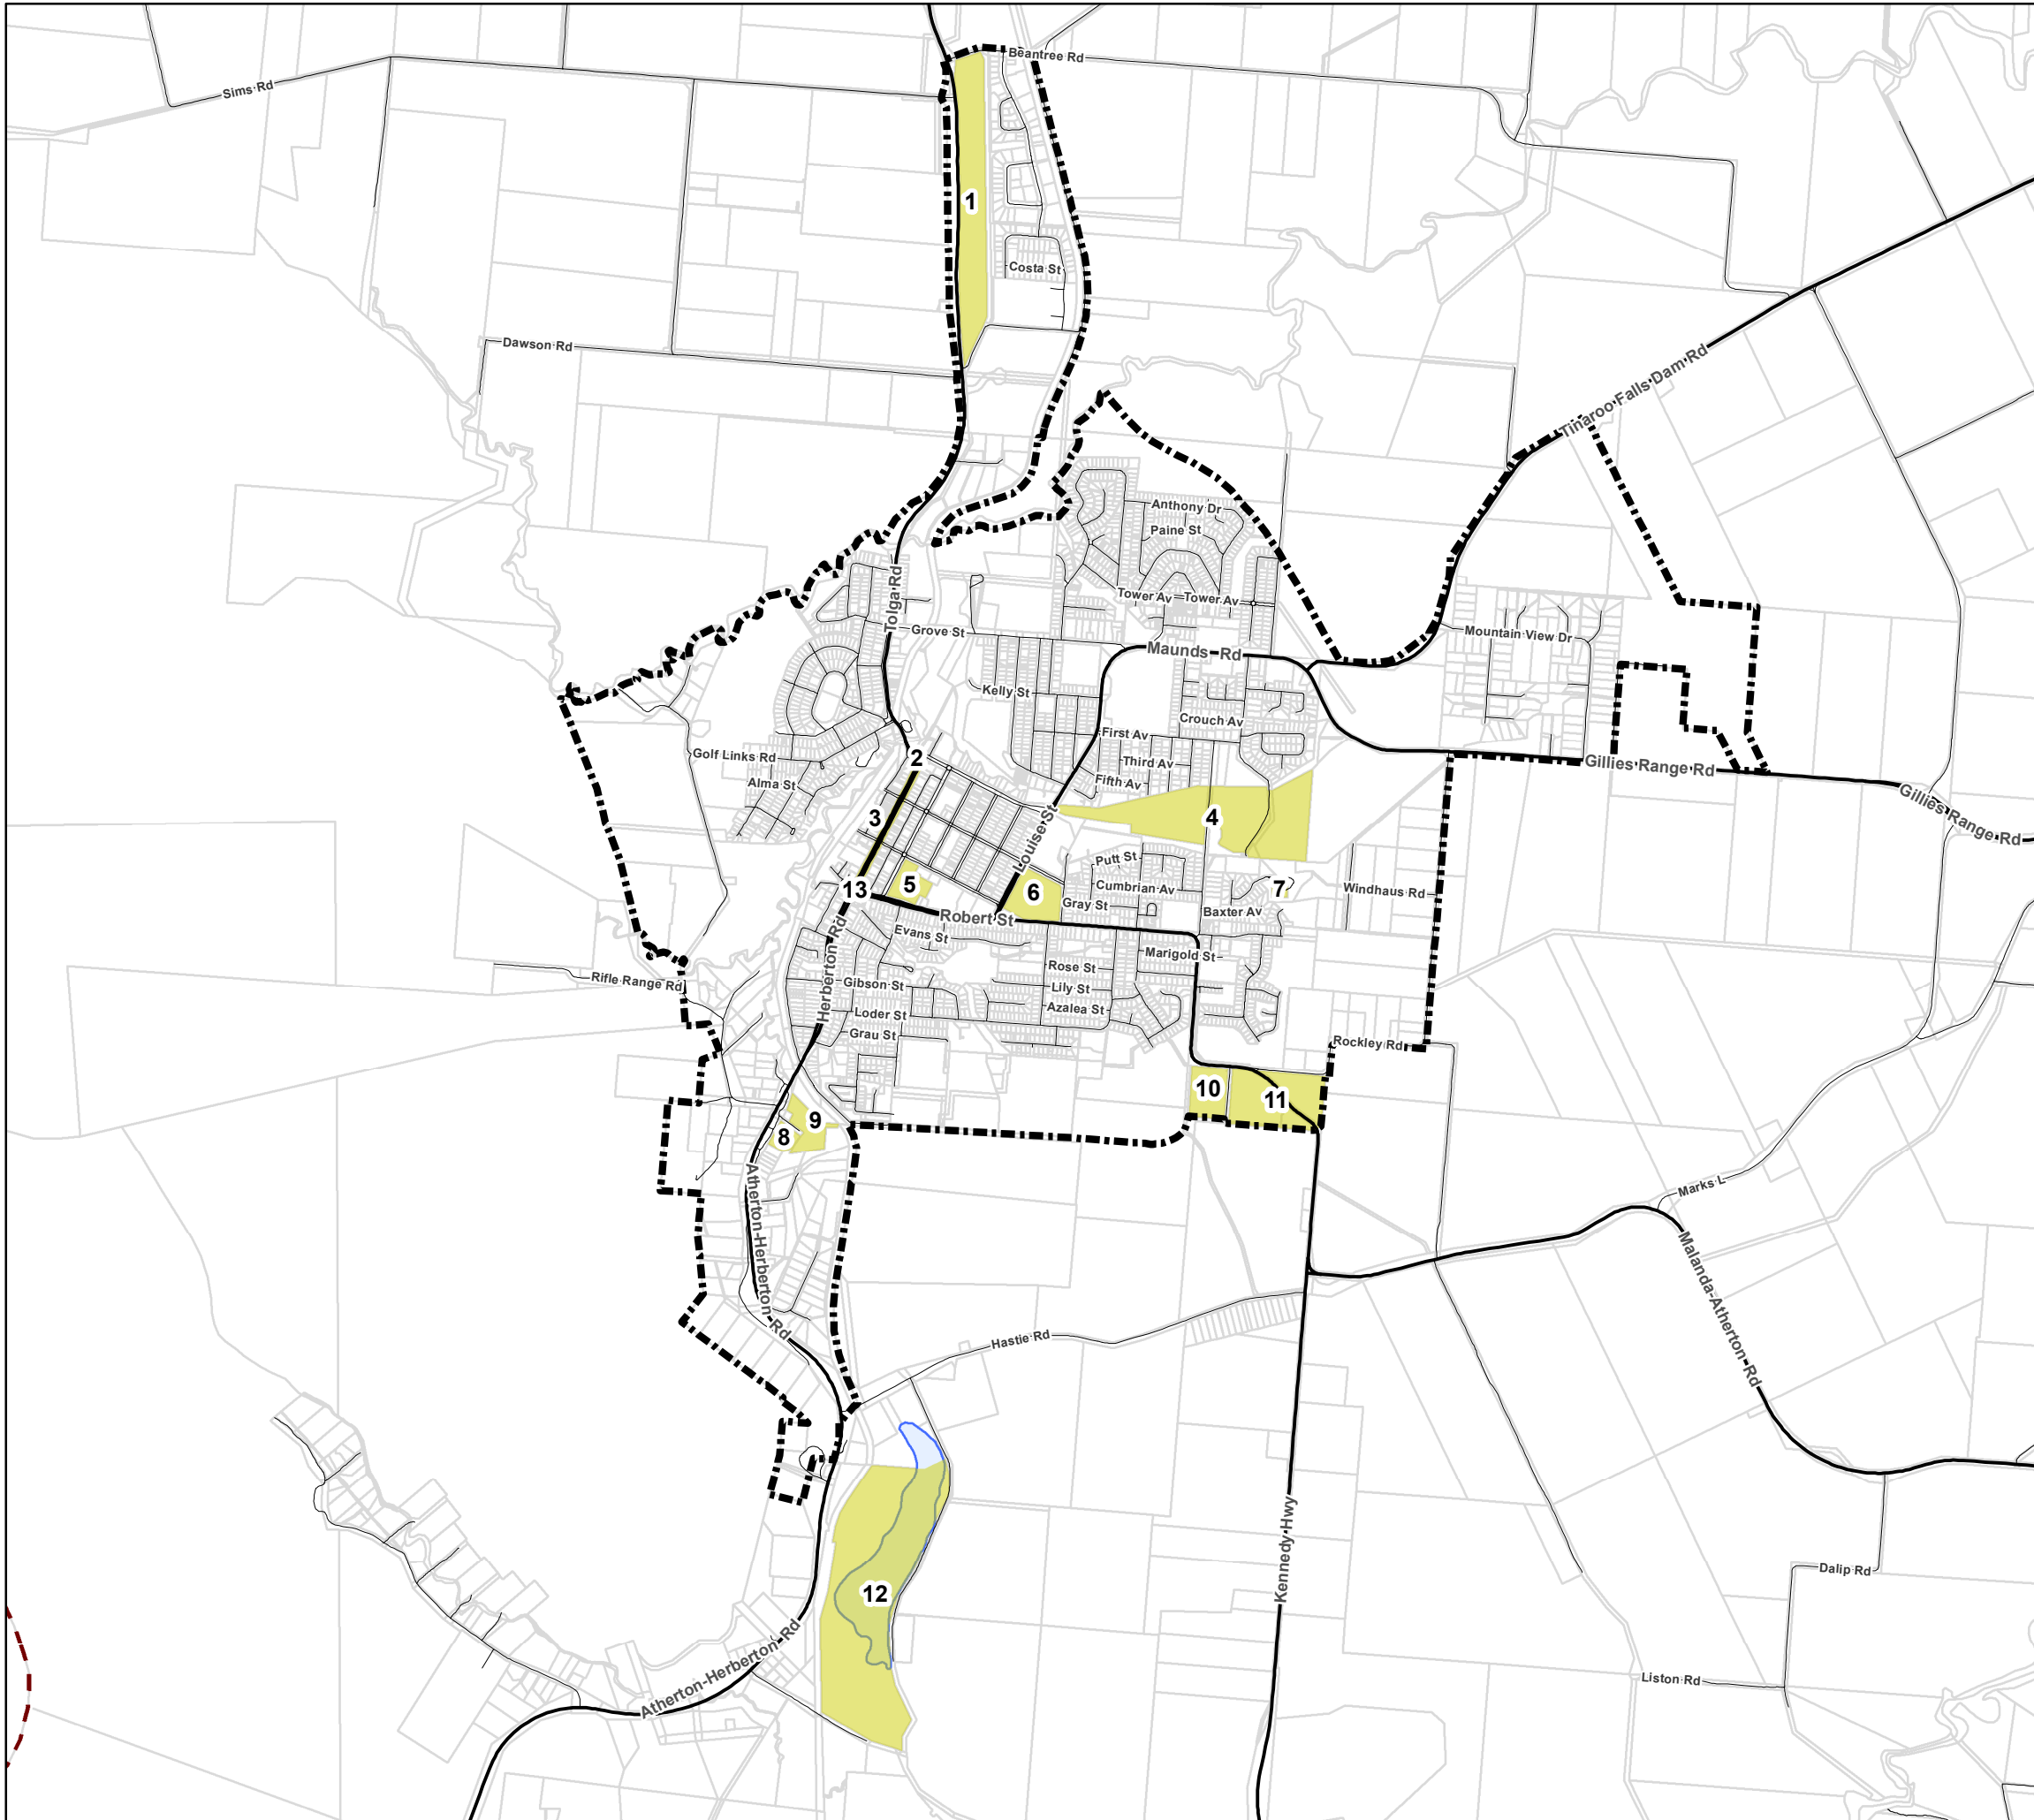 Beantree Rd
Sims Rd
1
Costa St
Dawson Rd
Tinaroo Falls Dam Rd
Anthony Dr
Paine St
Tolga Rd
Tower Av
Tower Av
Grove St
Mountain View Dr
Maunds Rd
Kelly St
Crouch Av
First Av
Golf Links Rd
2
Third Av
Gillies Range Rd
Fifth Av
Alma St
Gillies Range Rd
3
4
Louise St
Putt St
5
6
Cumbrian Av
7
Windhaus Rd
13
Gray St
Baxter Av
Robert St
Evans St
Herberton Rd
Marigold St
Rose St
Rifle Range Rd
Gibson St
Lily St
Azalea St
Loder St
Grau St
Rockley Rd
10
11
9
8
Marks L
Atherton-Herberton Rd
Malanda-Atherton Rd
Hastie Rd
Kennedy Hwy
Dalip Rd
12
Atherton-Herberton Rd
Liston Rd